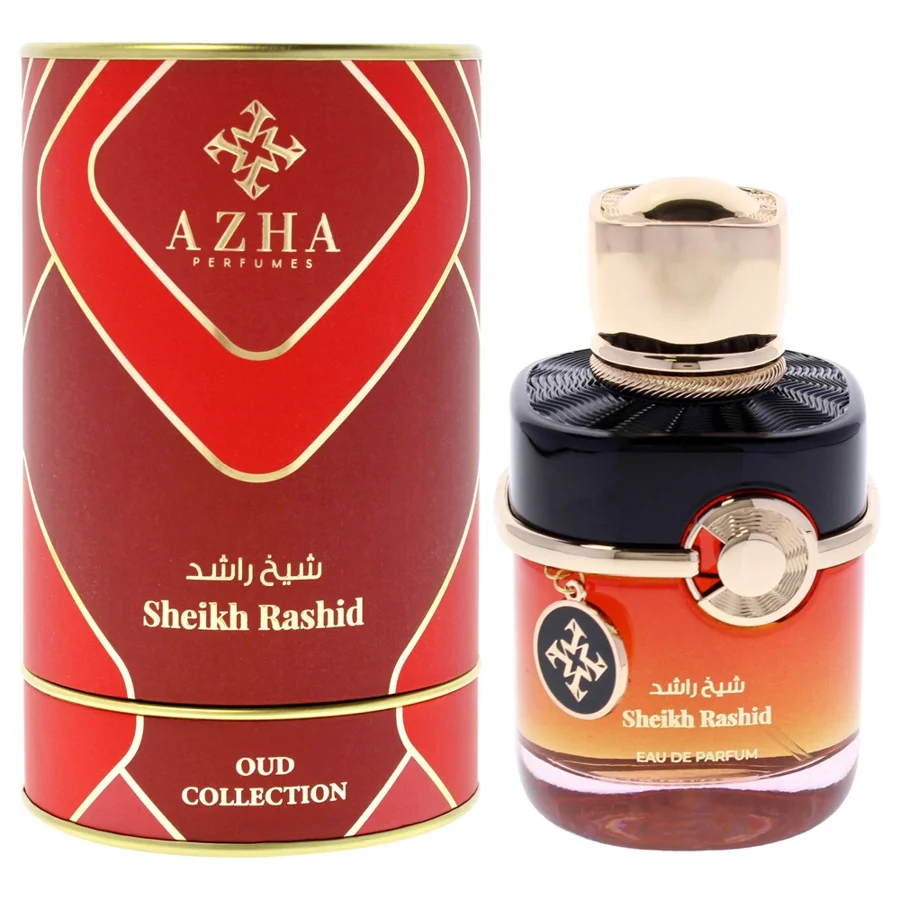 AZHA
PERFUMES
شيخ راشد
Sheikh Rashid
OUD
COLLECTION
شيخ راشد
Sheikh Rashid
EAU DE PARFUM